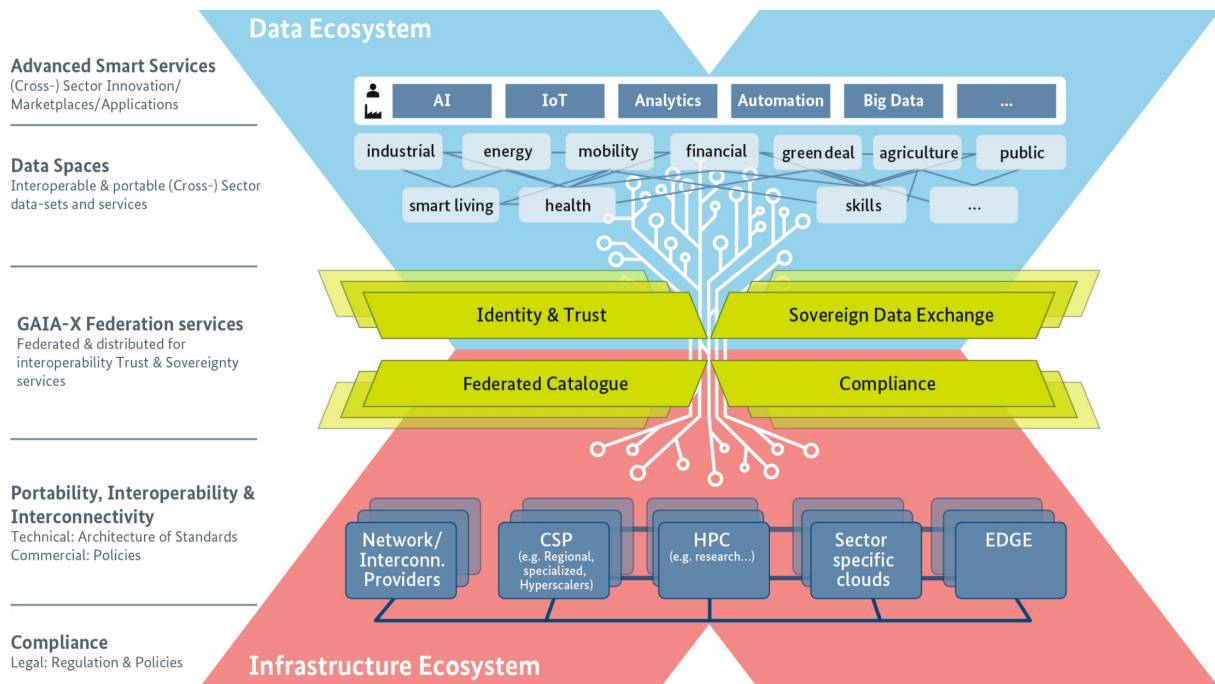 Data Ecosystem
Advanced Smart Services
(Cross-) Sector Innovation/
Marketplaces/Applications
AI
IoT
Analytics
Automation
Big Data
...
Data Spaces
Interoperable & portable (Cross-) Sector
data-sets and services
industrial
energy
mobility
financial
green deal
agriculture
public
smart living
health
skills
...
GAIA-X Federation services
Federated & distributed for
interoperability Trust & Sovereignty
services
Identity & Trust
Sovereign Data Exchange
Federated Catalogue
Compliance
Portability, Interoperability &
Interconnectivity
Technical: Architecture of Standards
Commercial: Policies
Network/
Interconn.
Providers
CSP
(e.g. Regional,
specialized,
Hyperscalers)
HPC
(e.g. research...)
Sector
specific
clouds
EDGE
Compliance
Legal: Regulation & Policies
Infrastructure Ecosystem